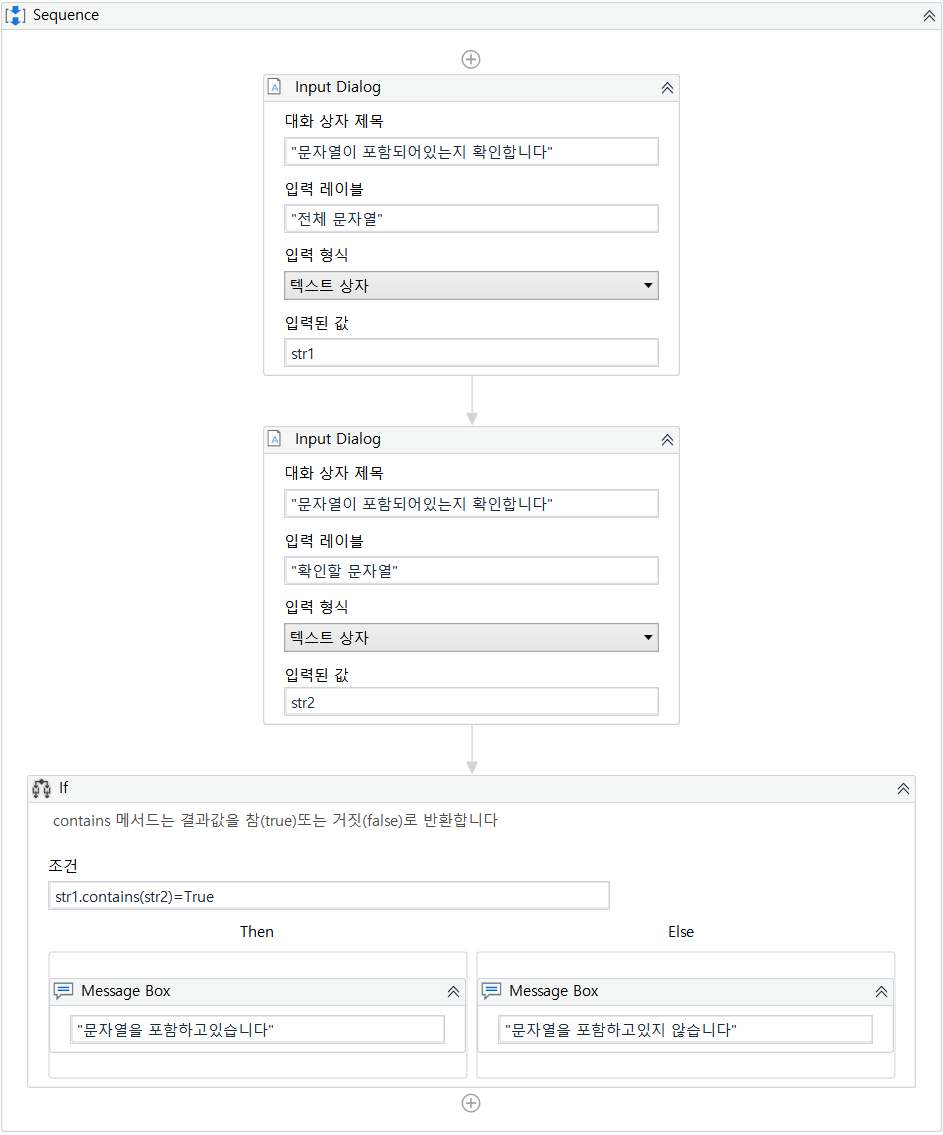 Sequence
Input Dialog
대화 상자 제목
"문자열이 포함되어있는지 확인합니다"
입력 레이블
"전체 문자열"
입력 형식
텍스트 상자
입력된 값
str1
Input Dialog
대화 상자 제목
"문자열이 포함되어있는지 확인합니다"
입력 레이블
"확인할 문자열"
입력 형식
텍스트 상자
입력된 값
str2
If
contains 메서드는 결과값을 참(true)또는 거짓(false)로 반환합니다
조건
str1.contains(str2)=True
Then
Else
Message Box
Message Box
"문자열을 포함하고있습니다"
"문자열을 포함하고있지 않습니다"